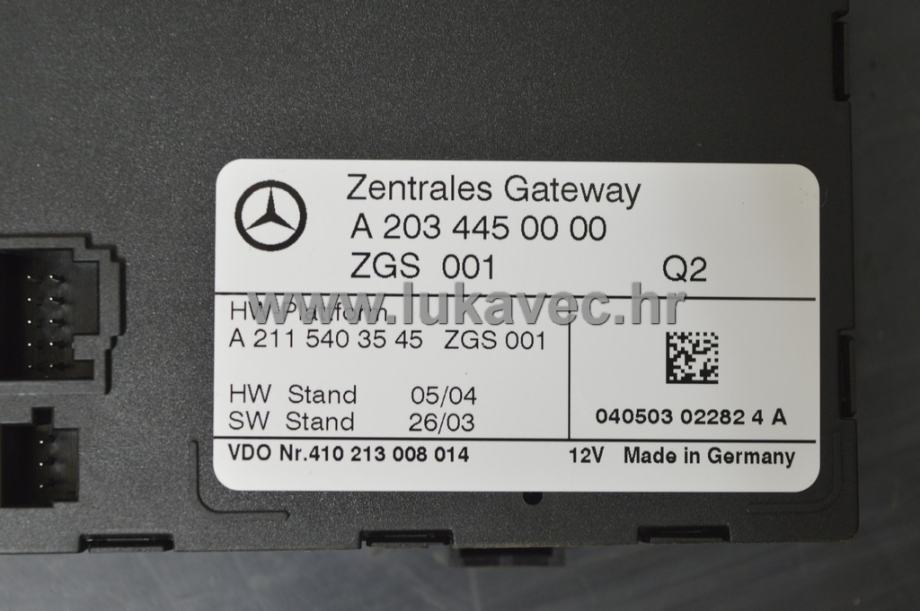 Zentrales Gateway
A 203 445 00 00
ZGS 001 Q2
www.lukavec.hr
HW Platform
A 211 540 35 45 ZGS 001
HW Stand 05/04
SW Stand 26/03
040503 02282 4 A
VDO Nr.410 213 008 014 12V Made in Germany